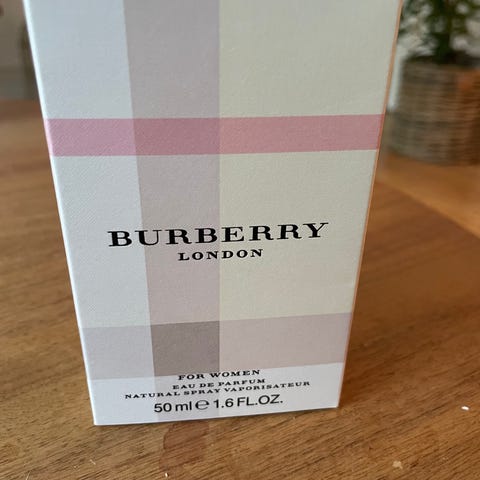 BURBERRY
LONDON
FOR WOMEN
EAU DE PARFUM
NATURAL SPRAY VAPORISATEUR
50 ml ℮ 1.6 FL.OZ.